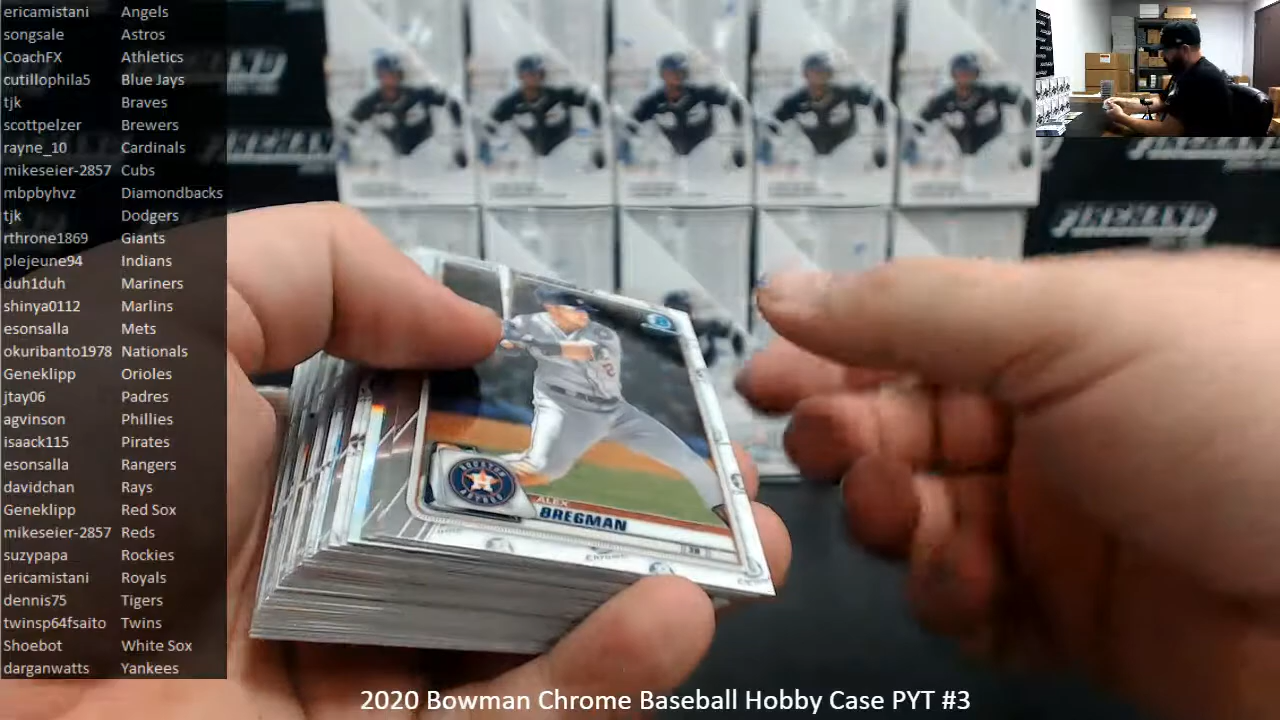 ericamistani Angels
songsale Astros
CoachFX Athletics
cutillophila5 Blue Jays
tjk Braves
scottpelzer Brewers
rayne_10 Cardinals
mikeseier-2857 Cubs
mbpbyhvz Diamondbacks
tjk Dodgers
rthrone1869 Giants
plejeune94 Indians
duh1duh Mariners
shinya0112 Marlins
esonsalla Mets
okuribanto1978 Nationals
Geneklipp Orioles
jtay06 Padres
agvinson Phillies
isaack115 Pirates
esonsalla Rangers
davidchan Rays
Geneklipp Red Sox
mikeseier-2857 Reds
suzypapa Rockies
ericamistani Royals
dennis75 Tigers
twinsp64fsaito Twins
Shoebot White Sox
darganwatts Yankees
HOUSTON
ASTROS
ALEX
BREGMAN
2020 Bowman Chrome Baseball Hobby Case PYT #3